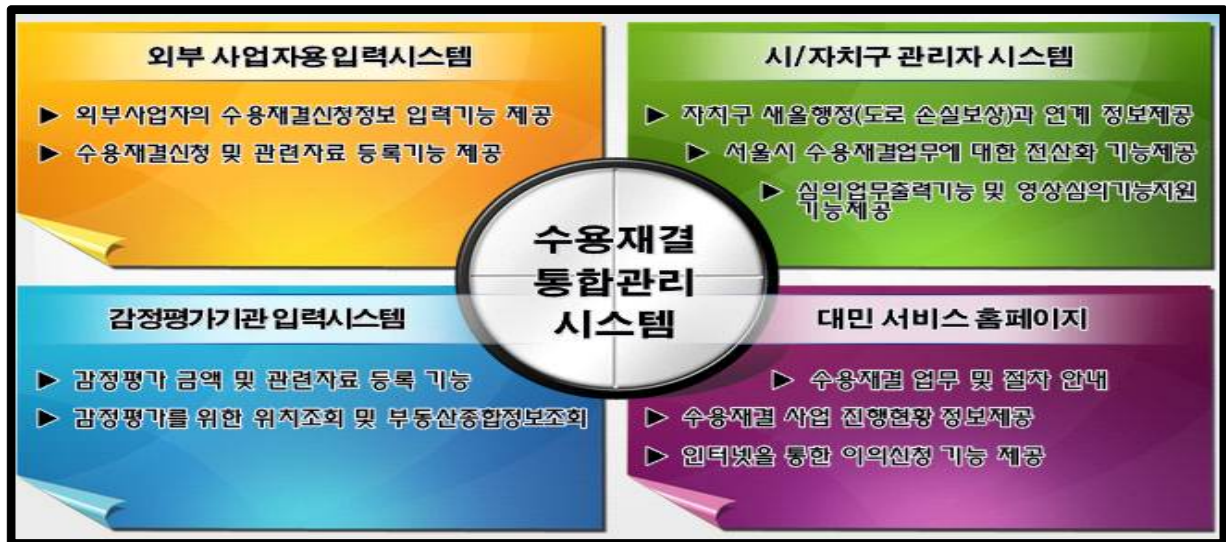 외부 사업자용 입력시스템
▶ 외부사업자의 수용재결신청정보 입력기능 제공
▶ 수용재결신청 및 관련자료 등록기능 제공
시/자치구 관리자 시스템
▶ 자치구 새올행정(도로 손실보상)과 연계 정보제공
▶ 서울시 수용재결업무에 대한 전산화 기능제공
▶ 심의업무출력기능 및 영상심의기능지원
기능제공
수용재결
통합관리
시스템
감정평가기관 입력시스템
▶ 감정평가 금액 및 관련자료 등록 기능
▶ 감정평가를 위한 위치조회 및 부동산종합정보조회
대민 서비스 홈페이지
▶ 수용재결 업무 및 절차 안내
▶ 수용재결 사업 진행현황 정보제공
▶ 인터넷을 통한 이의신청 기능 제공